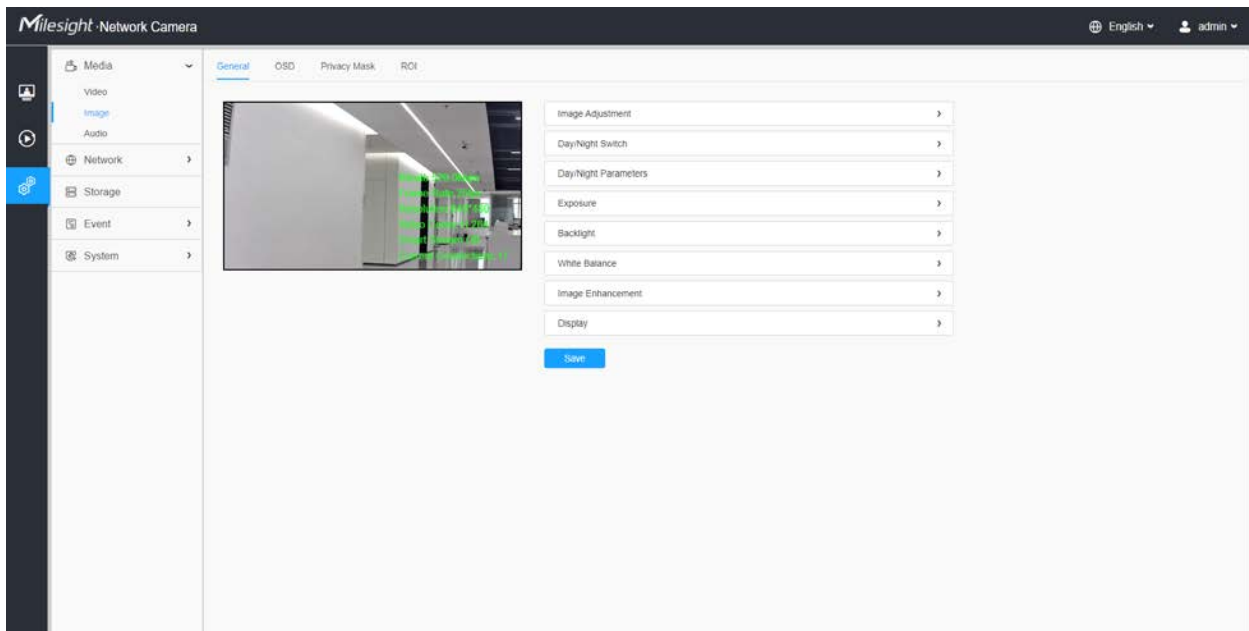 Milesight·Network Camera
English
admin
Media
Video
Image
Audio
Network
Storage
Event
System
General
OSD
Privacy Mask
ROI
Image Adjustment
Day/Night Switch
Day/Night Parameters
Exposure
Backlight
White Balance
Image Enhancement
Display
Save